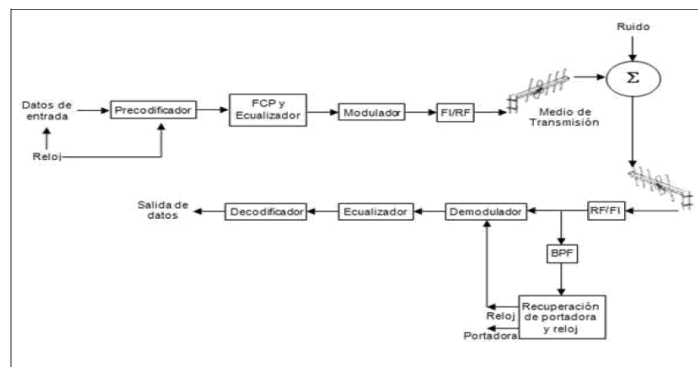 Ruido
Σ
Datos de
entrada
Precodificador
FCP y
Ecualizador
Modulador
FI/RF
Medio de
Transmisión
Reloj
Salida de
datos
Decodificador
Ecualizador
Demodulador
RF/FI
BPF
Recuperación
de portadora
y reloj
Reloj
Portadora